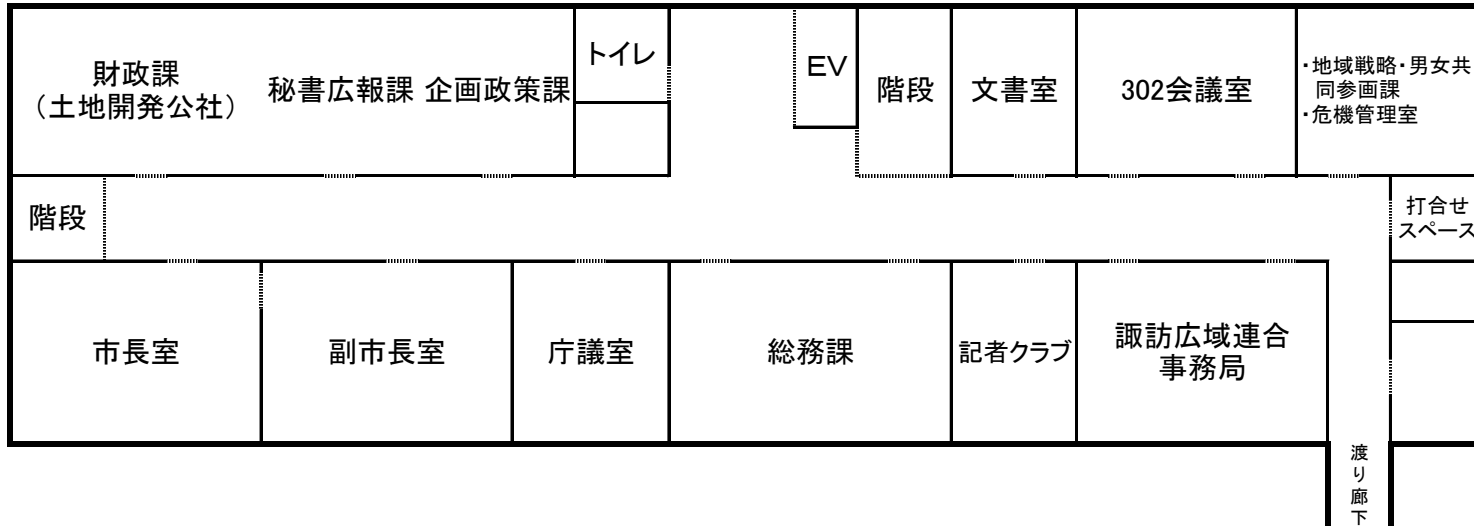 財政課
（土地開発公社）
秘書広報課 企画政策課
トイレ
ＥＶ
階段
文書室
302会議室
・地域戦略・男女共
同参画課
・危機管理室
階段
打合せ
スペース
市長室
副市長室
庁議室
総務課
記者クラブ
諏訪広域連合
事務局
渡り廊下